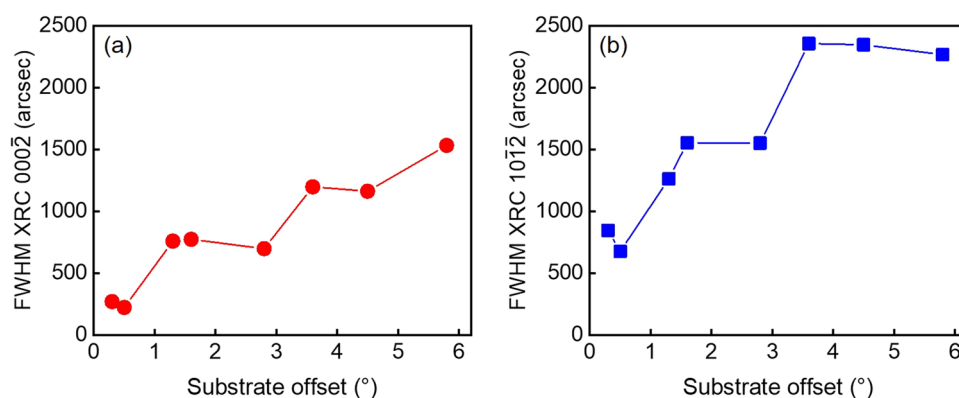 (a)
FWHM XRC 0002̄ (arcsec)
2500
2000
1500
1000
500
0
0 1 2 3 4 5 6
Substrate offset (°)
(b)
FWHM XRC 101̄2̄ (arcsec)
2500
2000
1500
1000
500
0
0 1 2 3 4 5 6
Substrate offset (°)